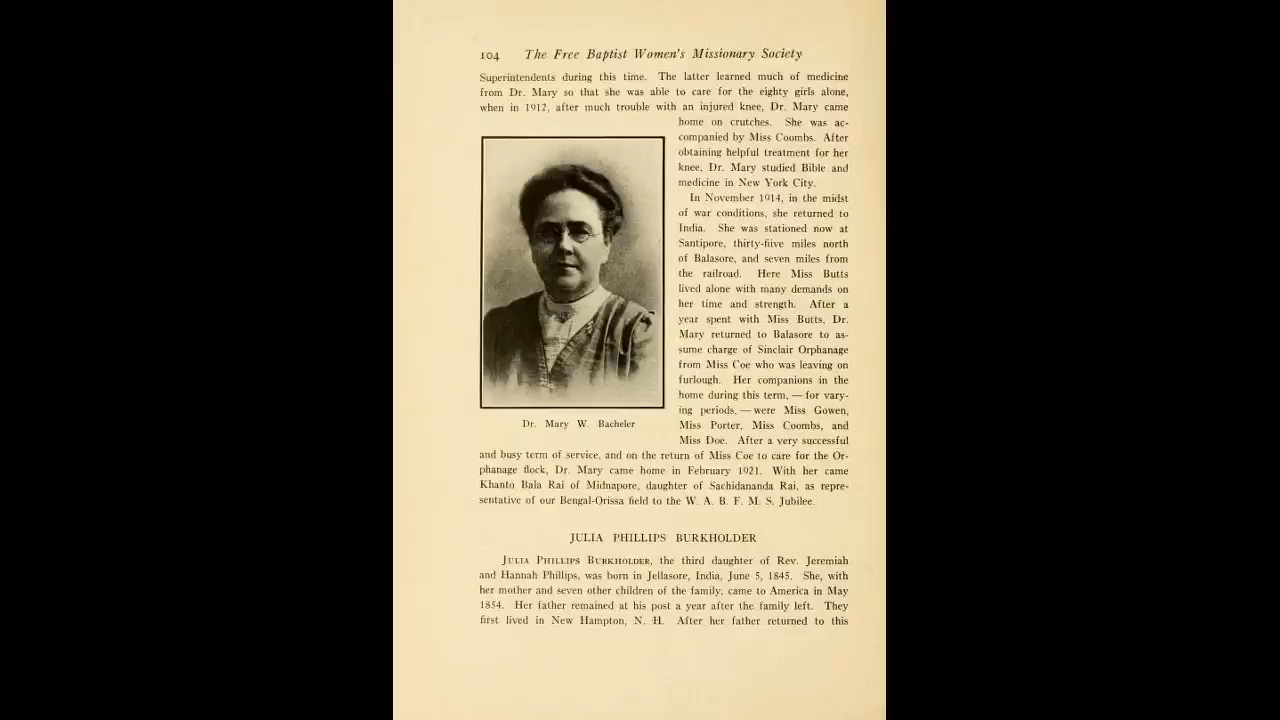 104 The Free Baptist Women's Missionary Society
Superintendents during this time. The latter learned much of medicine
from Dr. Mary so that she was able to care for the eighty girls alone,
when in 1912, after much trouble with an injured knee, Dr. Mary came
home on crutches. She was ac-
companied by Miss Coombs. After
obtaining helpful treatment for her
knee, Dr. Mary studied Bible and
medicine in New York City.
In November 1914, in the midst
of war conditions, she returned to
India. She was stationed now at
Santipore, thirty-fiive miles north
of Balasore, and seven miles from
the railroad. Here Miss Butts
lived alone with many demands on
her time and strength. After a
year spent with Miss Butts, Dr.
Mary returned to Balasore to as-
sume charge of Sinclair Orphanage
from Miss Coe who was leaving on
furlough. Her companions in the
home during this term, — for vary-
ing periods, — were Miss Gowen,
Miss Porter, Miss Coombs, and
Miss Doe. After a very successful
Dr. Mary W. Bacheler
and busy term of service, and on the return of Miss Coe to care for the Or-
phanage flock, Dr. Mary came home in February 1921. With her came
Khanto Bala Rai of Midnapore, daughter of Sachidananda Rai, as repre-
sentative of our Bengal-Orissa field to the W. A. B. F. M. S. Jubilee.
JULIA PHILLIPS BURKHOLDER
JULIA PHILLIPS BURKHOLDER, the third daughter of Rev. Jeremiah
and Hannah Phillips, was born in Jellasore, India, June 5, 1845. She, with
her mother and seven other children of the family, came to America in May
1854. Her father remained at his post a year after the family left. They
first lived in New Hampton, N. H. After her father returned to this